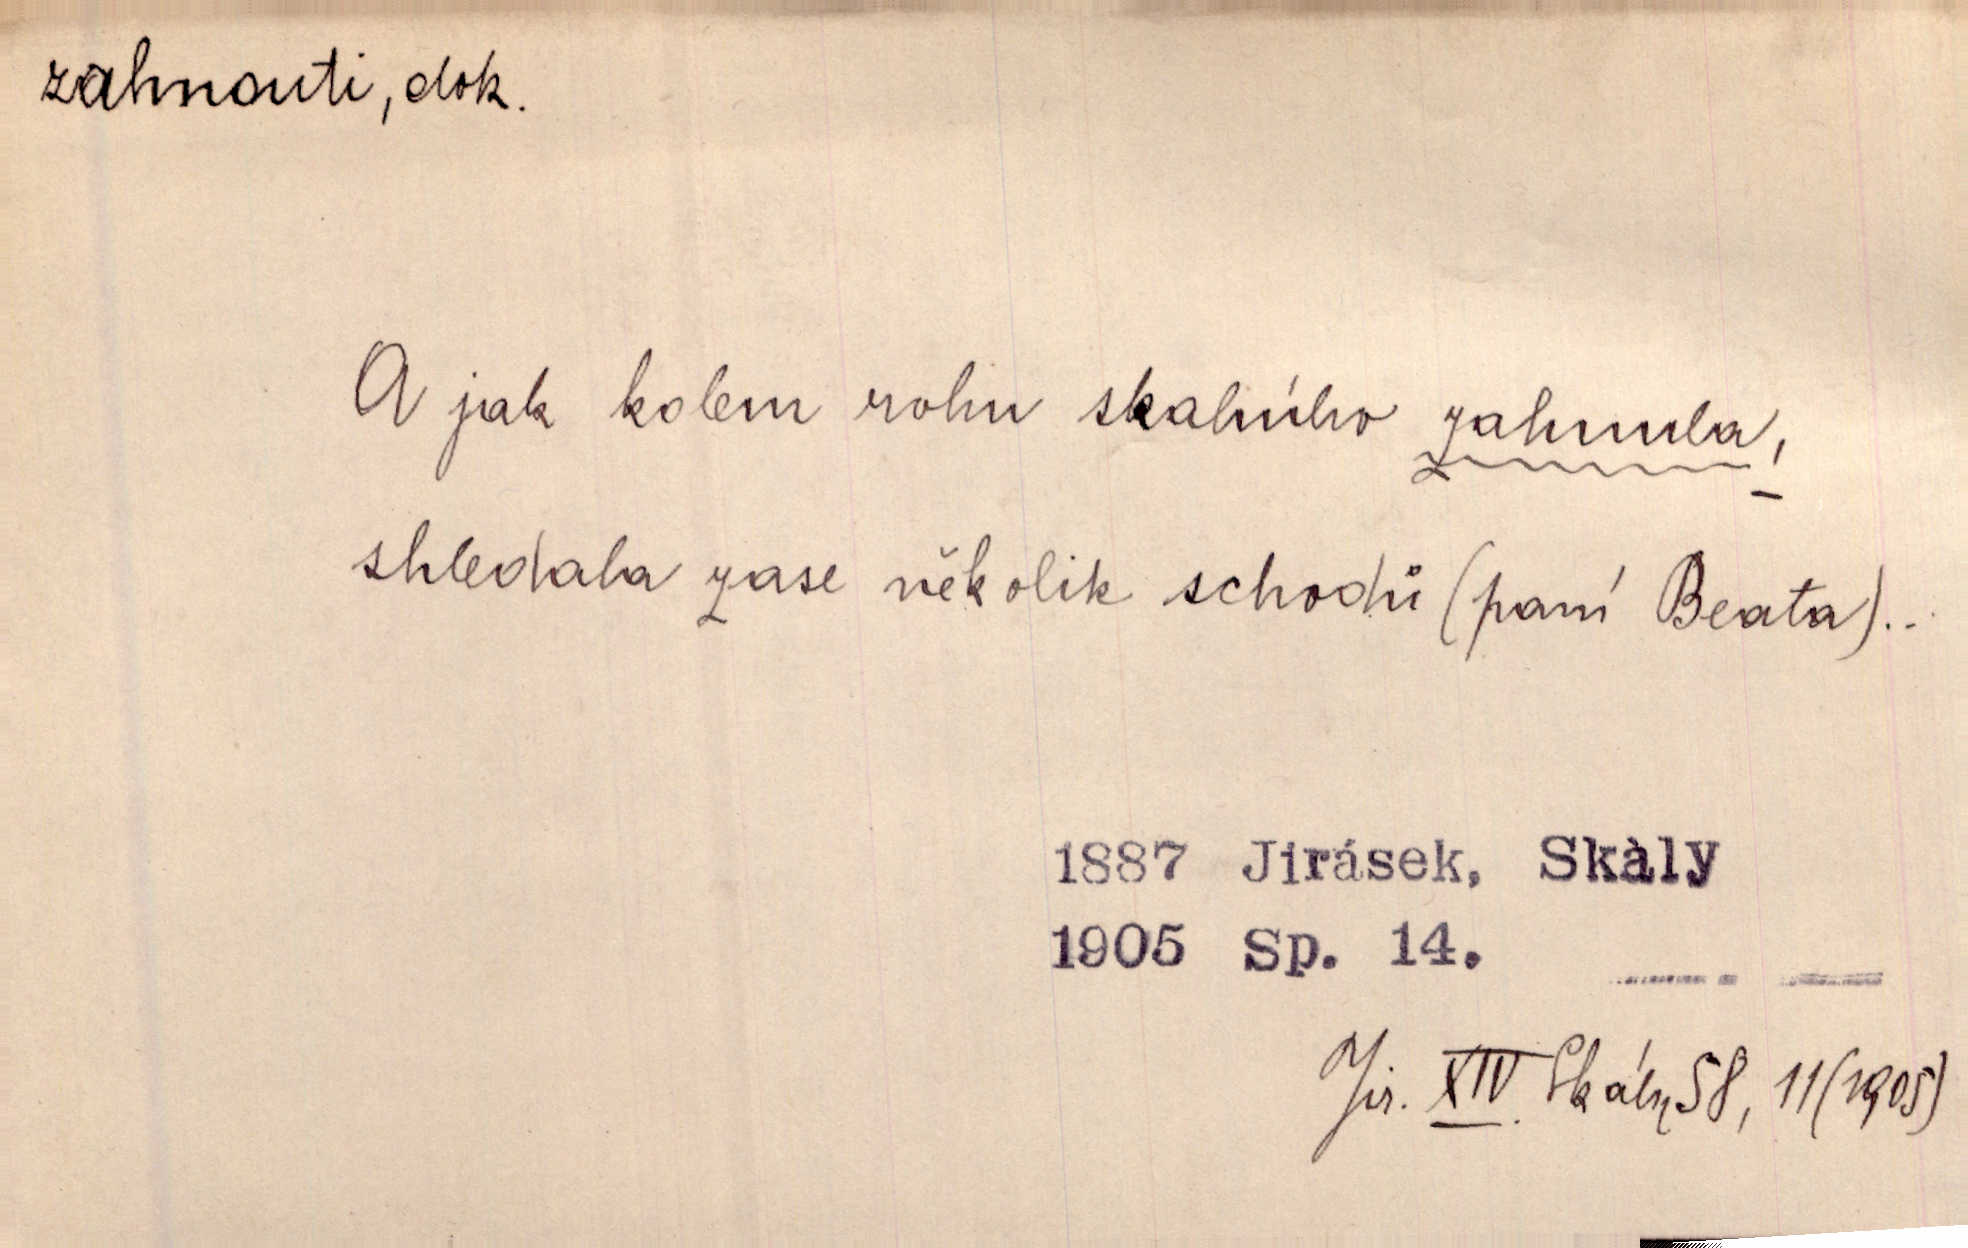 zahnouti, dok.
A jak kolem rohu skalního zahnula,
shledala zase několik schodů (paní Beata)...
1887 Jirásek, Skàly
1905 Sp. 14.
Jir. XIV. Skály 58, 11 (1905)